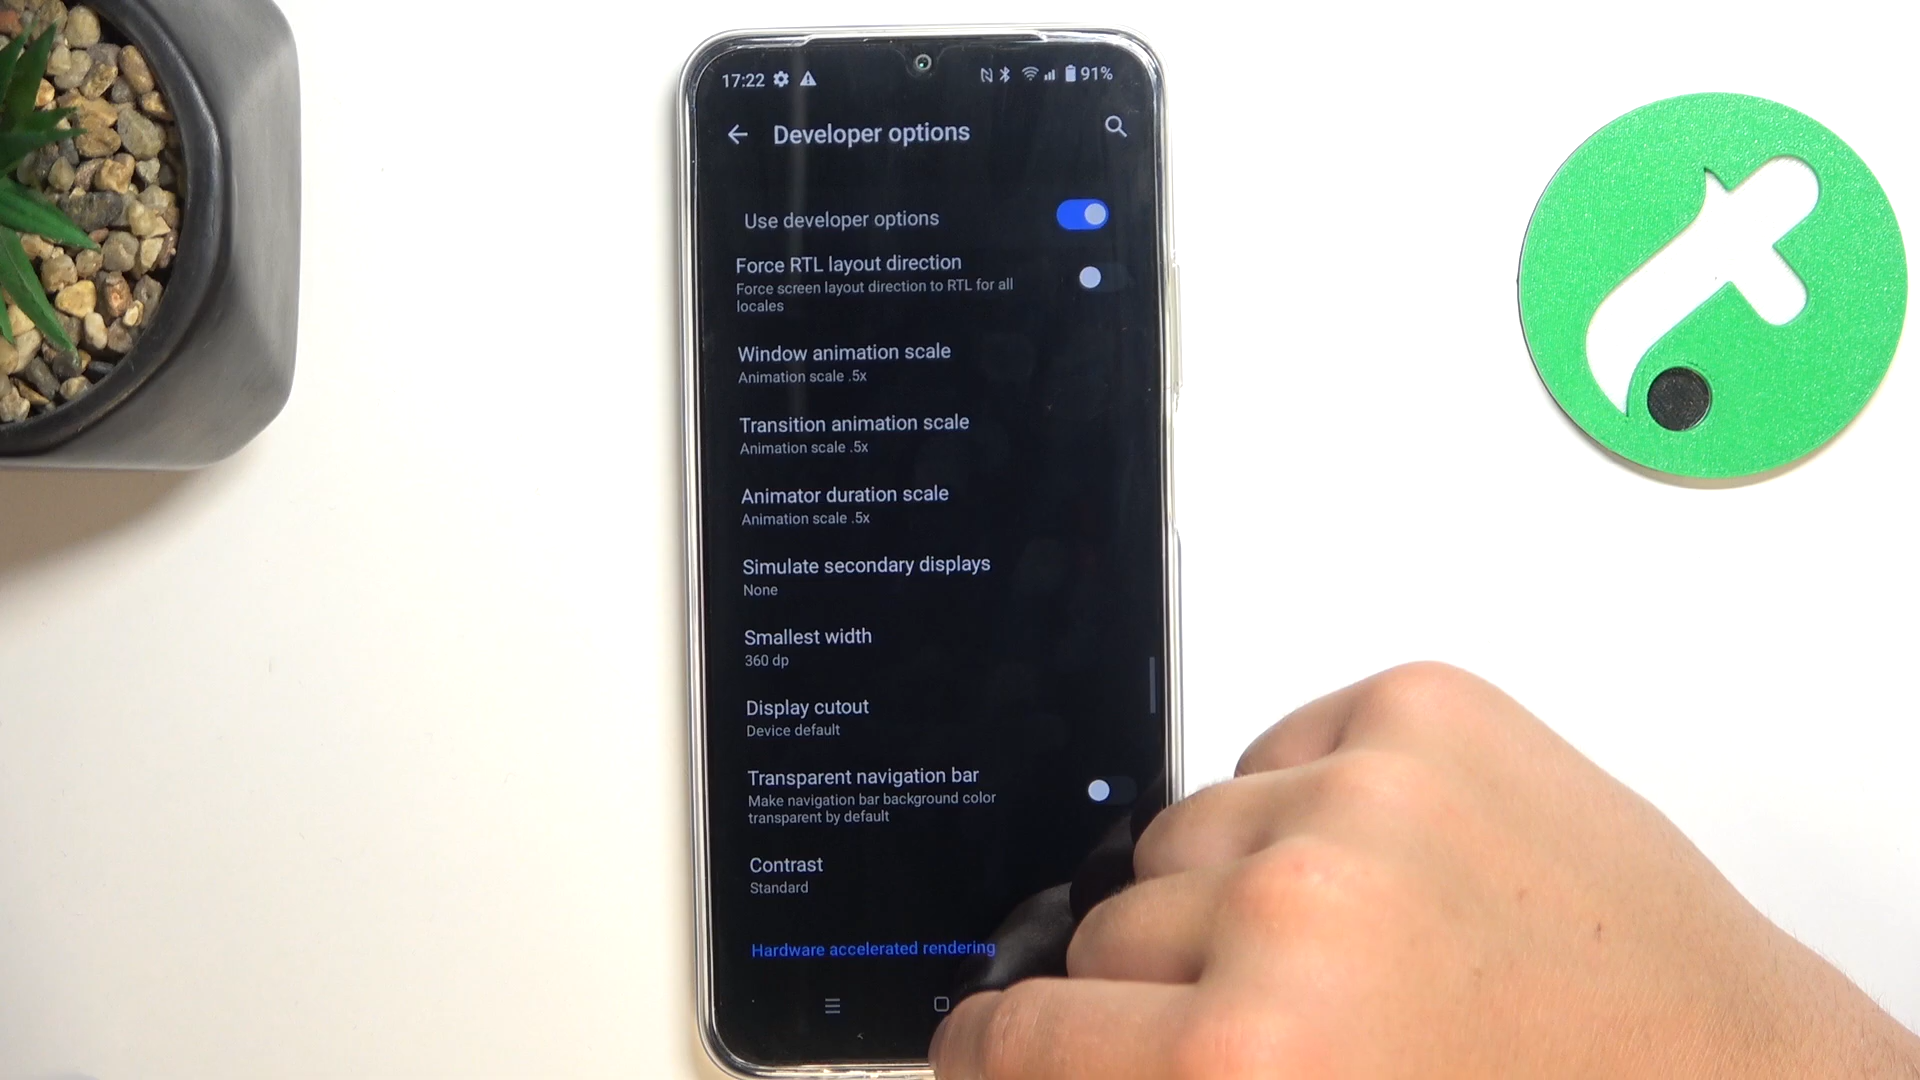 17:22 91%
Developer options
Use developer options
Force RTL layout direction
Force screen layout direction to RTL for all
locales
Window animation scale
Animation scale .5x
Transition animation scale
Animation scale .5x
Animator duration scale
Animation scale .5x
Simulate secondary displays
None
Smallest width
360 dp
Display cutout
Device default
Transparent navigation bar
Make navigation bar background color
transparent by default
Contrast
Standard
Hardware accelerated rendering